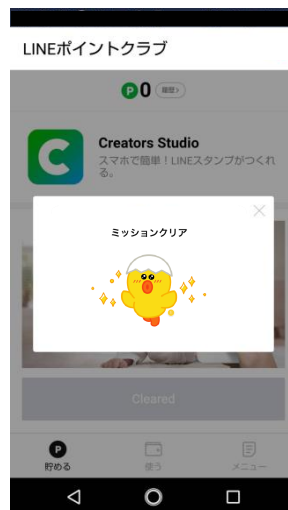 LINEポイントクラブ
P 0 履歴>
Creators Studio
スマホで簡単！LINEスタンプがつくれ
る。
ミッションクリア
Cleared
P
貯める 使う メニュー